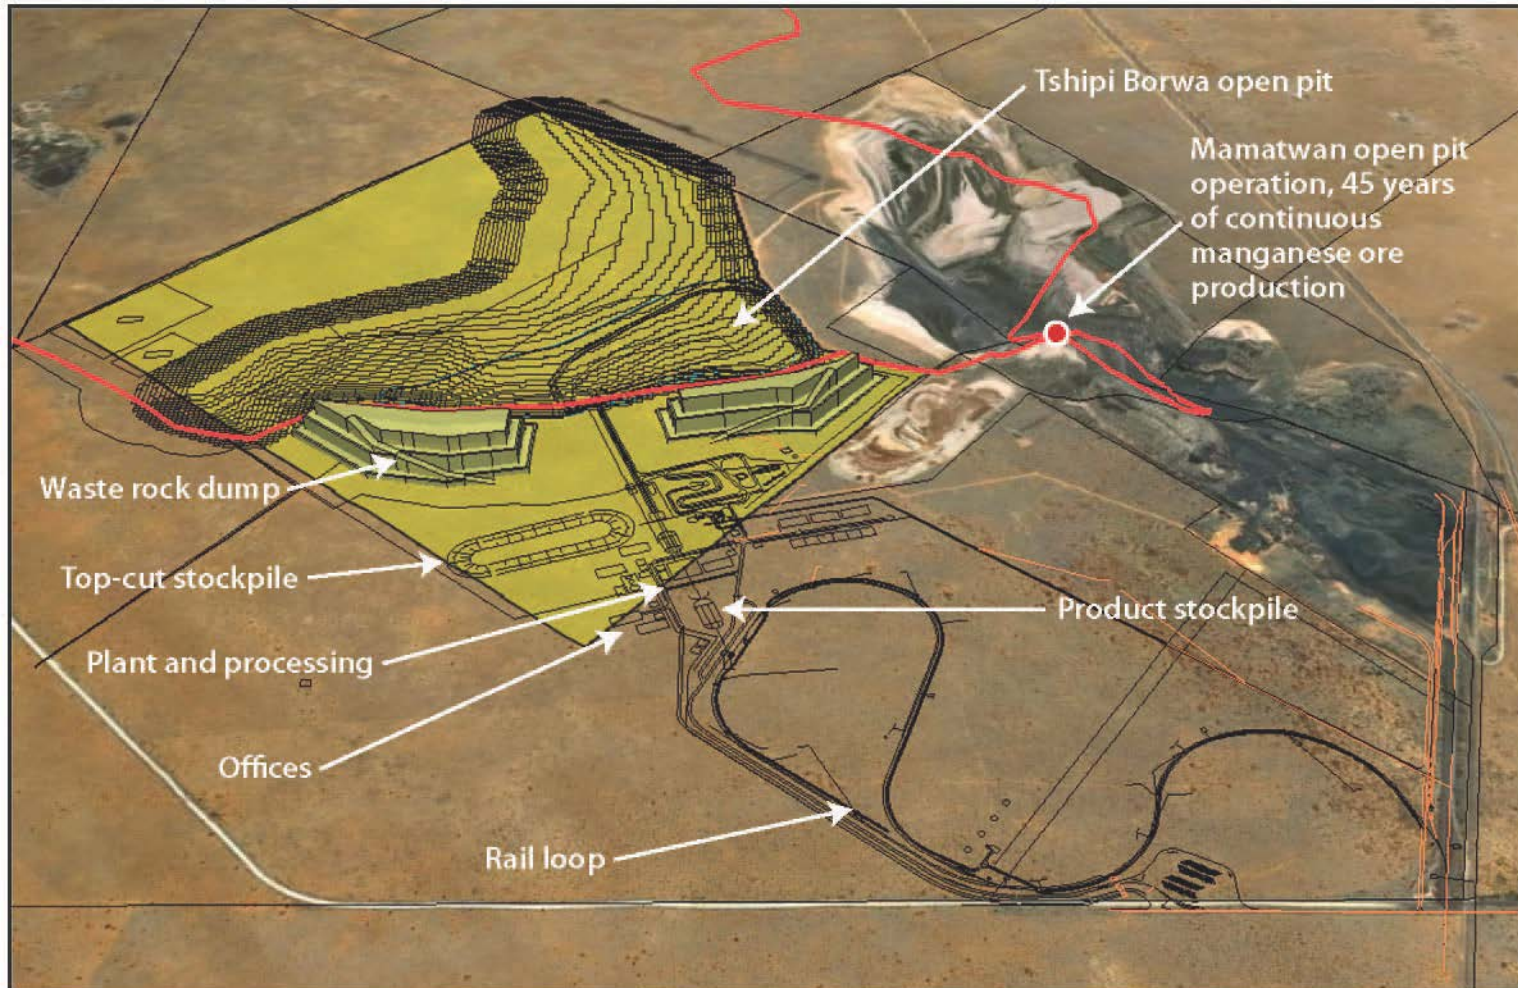 Tshipi Borwa open pit
Mamatwan open pit
operation, 45 years
of continuous
manganese ore
production
Waste rock dump
Top-cut stockpile
Product stockpile
Plant and processing
Offices
Rail loop